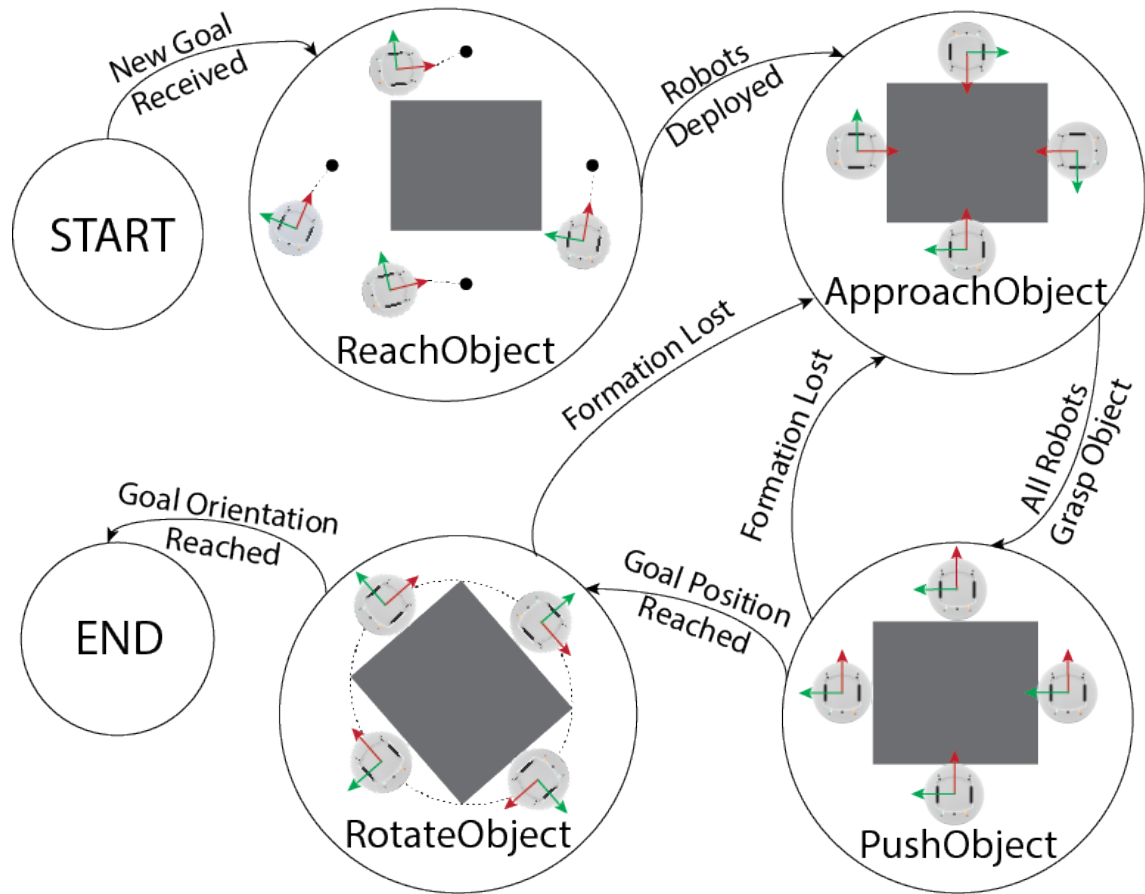 New Goal
Received
START
ReachObject
Robots
Deployed
ApproachObject
Formation Lost
Formation Lost
All Robots
Grasp Object
Goal Orientation
Reached
END
Goal Position
Reached
RotateObject
PushObject